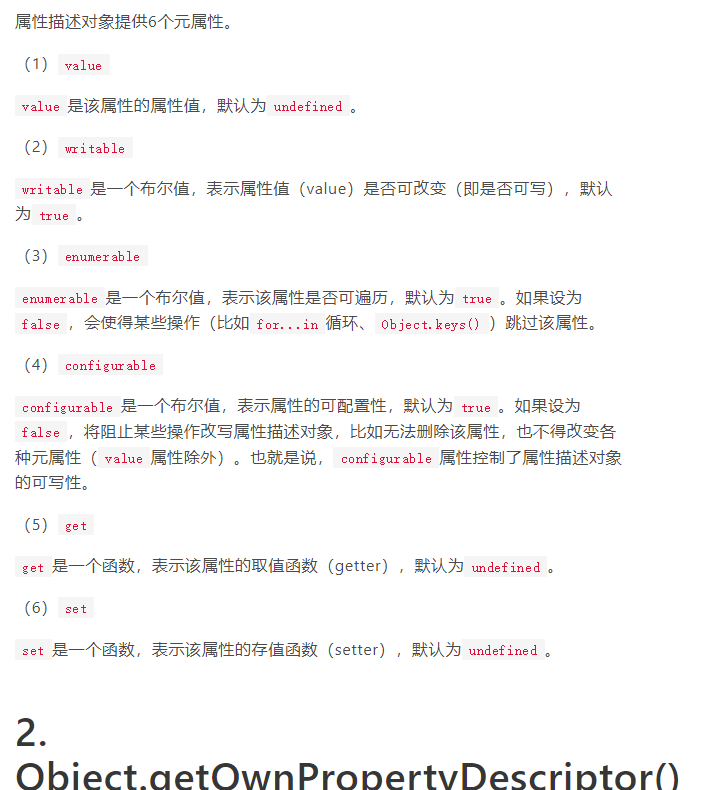 属性描述对象提供6个元属性。
（1） value
value 是该属性的属性值，默认为 undefined 。
（2） writable
writable 是一个布尔值，表示属性值（value）是否可改变（即是否可写），默认
为 true 。
（3） enumerable
enumerable 是一个布尔值，表示该属性是否可遍历，默认为 true 。如果设为
false ，会使得某些操作（比如 for...in 循环、 Object.keys() ）跳过该属性。
（4） configurable
configurable 是一个布尔值，表示属性的可配置性，默认为 true 。如果设为
false ，将阻止某些操作改写属性描述对象，比如无法删除该属性，也不得改变各
种元属性（ value 属性除外）。也就是说， configurable 属性控制了属性描述对象
的可写性。
（5） get
get 是一个函数，表示该属性的取值函数（getter），默认为 undefined 。
（6） set
set 是一个函数，表示该属性的存值函数（setter），默认为 undefined 。
2.
Object.getOwnPropertyDescriptor()